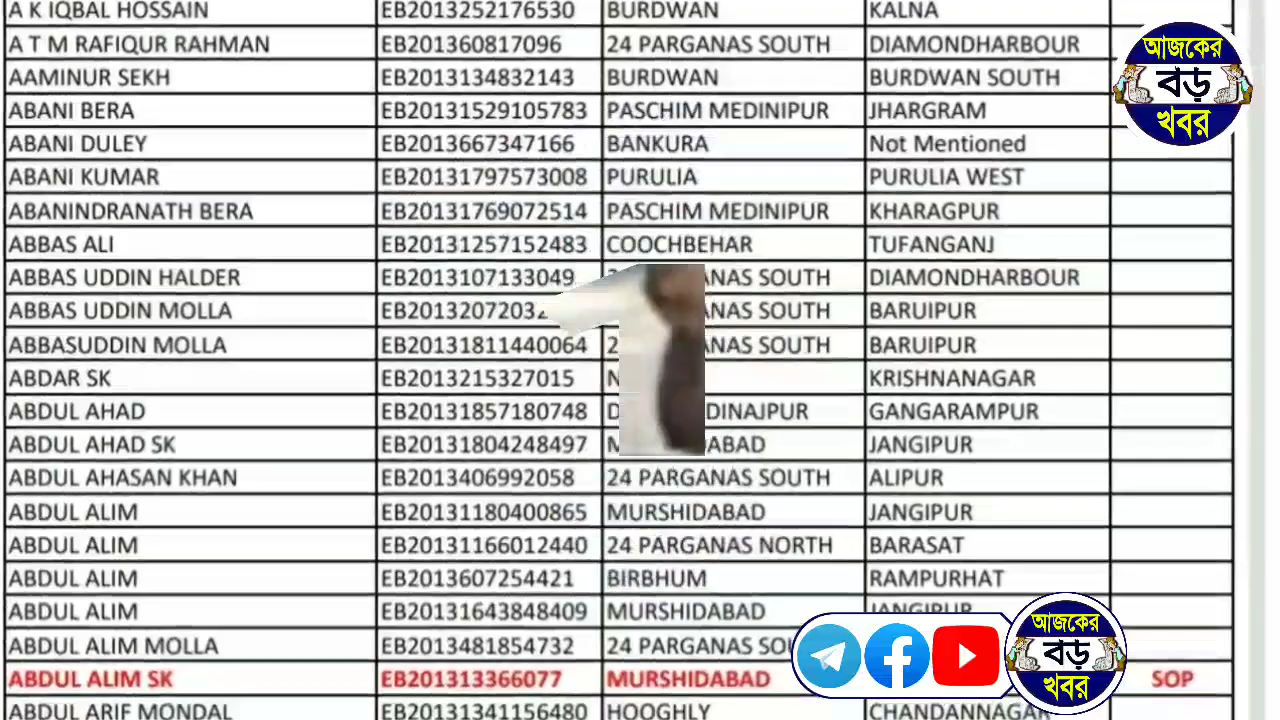 A K IQBAL HOSSAIN EB2013252176530 BURDWAN KALNA
A T M RAFIQUR RAHMAN EB201360817096 24 PARGANAS SOUTH DIAMONDHARBOUR
AAMINUR SEKH EB2013134832143 BURDWAN BURDWAN SOUTH
ABANI BERA EB20131529105783 PASCHIM MEDINIPUR JHARGRAM
ABANI DULEY EB2013667347166 BANKURA Not Mentioned
ABANI KUMAR EB20131797573008 PURULIA PURULIA WEST
ABANINDRANATH BERA EB20131769072514 PASCHIM MEDINIPUR KHARAGPUR
ABBAS ALI EB20131257152483 COOCHBEHAR TUFANGANJ
ABBAS UDDIN HALDER EB2013107133049 SOUTH DIAMONDHARBOUR
ABBAS UDDIN MOLLA SOUTH BARUIPUR
ABBASUDDIN MOLLA EB20131811440064 SOUTH BARUIPUR
ABDAR SK EB2013215327015 KRISHNANAGAR
ABDUL AHAD EB20131857180748 DINAJPUR GANGARAMPUR
ABDUL AHAD SK EB20131804248497 JANGIPUR
ABDUL AHASAN KHAN EB2013406992058 24 PARGANAS SOUTH ALIPUR
ABDUL ALIM EB20131180400865 MURSHIDABAD JANGIPUR
ABDUL ALIM EB20131166012440 24 PARGANAS NORTH BARASAT
ABDUL ALIM EB2013607254421 BIRBHUM RAMPURHAT
ABDUL ALIM EB20131643848409 MURSHIDABAD JANGIPUR
ABDUL ALIM MOLLA EB2013481854732 24 PARGANAS
ABDUL ALIM SK EB201313366077 MURSHIDABAD SOP
ABDUL ARIF MONDAL EB20131341156480 HOOGHLY CHANDANNAGAR
1
আজকের
বড়
খবর
আজকের
বড়
খবর